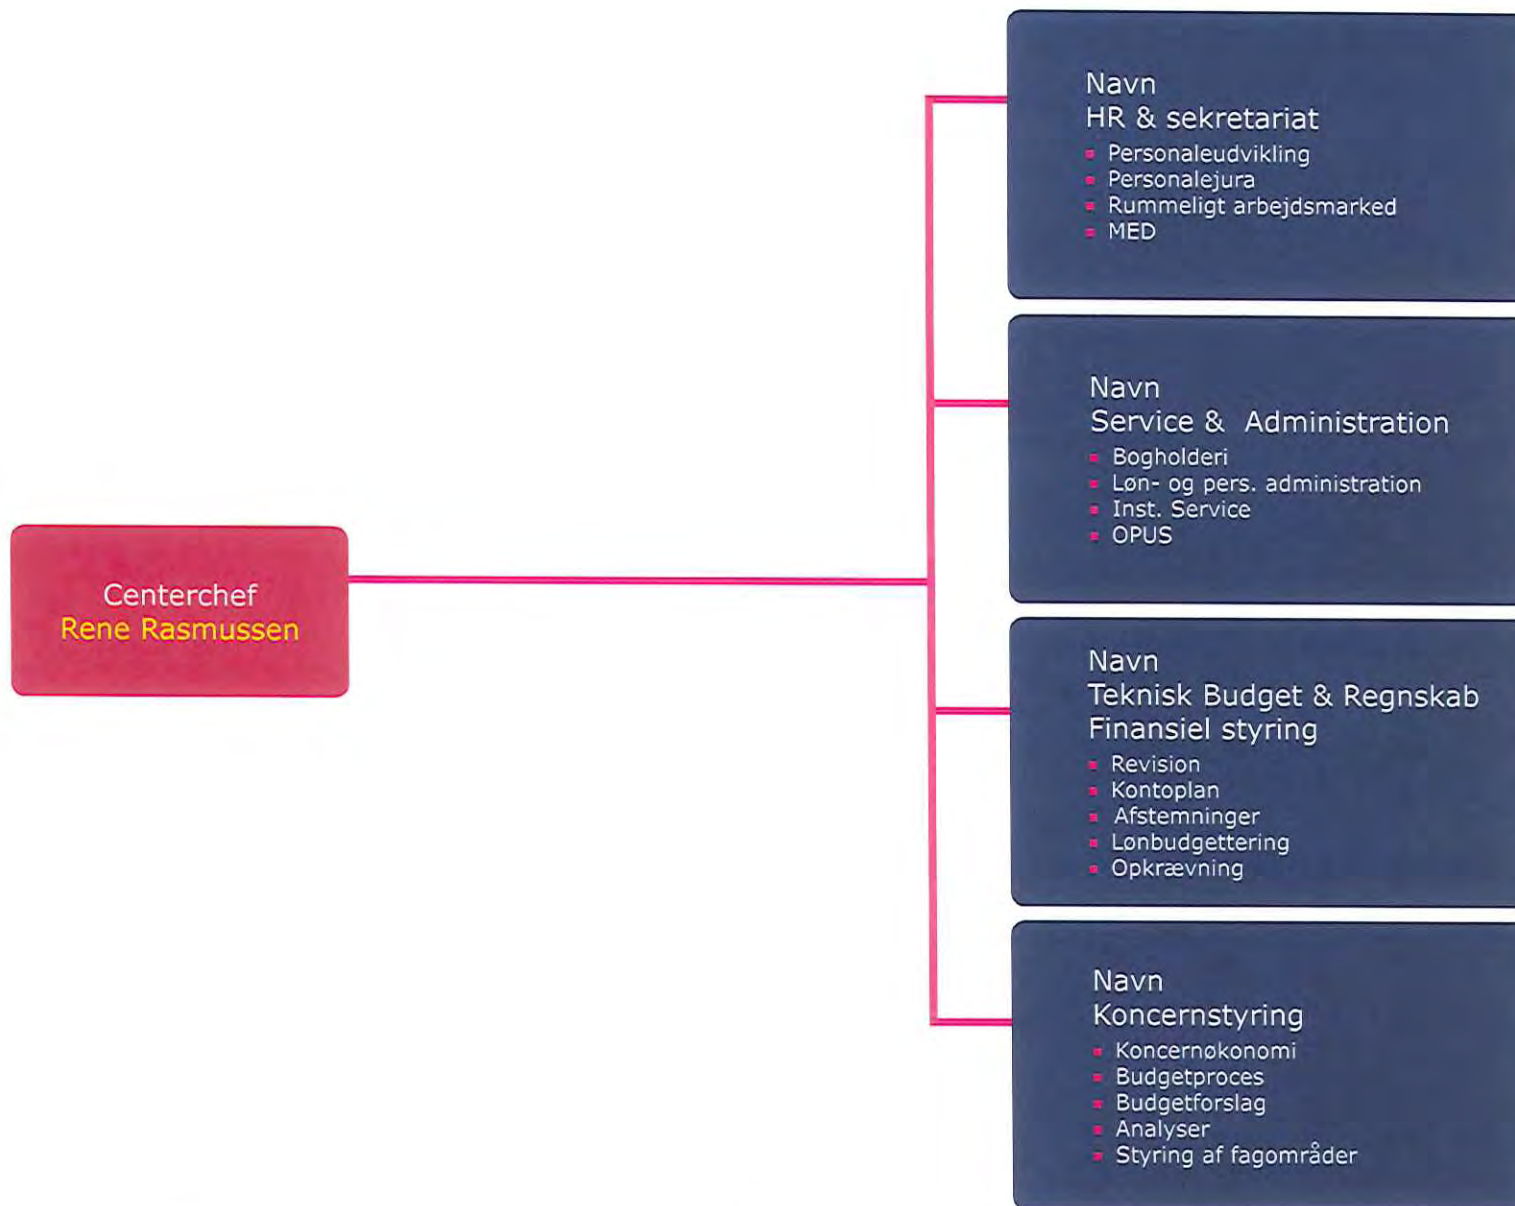 Centerchef
Rene Rasmussen
Navn
HR & sekretariat
Personaleudvikling
Personalejura
Rummeligt arbejdsmarked
MED
Navn
Service & Administration
Bogholderi
Løn- og pers. administration
Inst. Service
OPUS
Navn
Teknisk Budget & Regnskab
Finansiel styring
Revision
Kontoplan
Afstemninger
Lønbudgettering
Opkrævning
Navn
Koncernstyring
Koncernøkonomi
Budgetproces
Budgetforslag
Analyser
Styring af fagområder